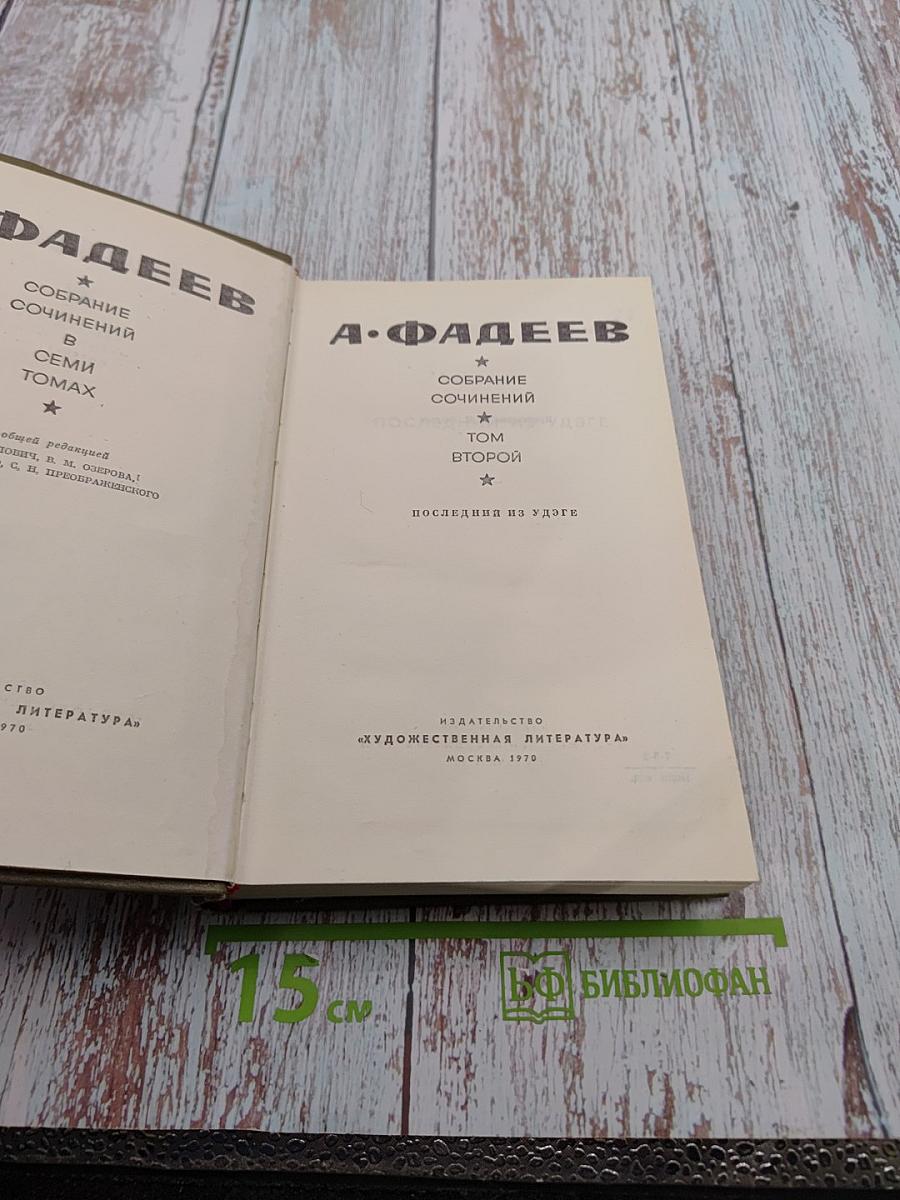 ФАДЕЕВ
СОБРАНИЕ
СОЧИНЕНИЙ
В
СЕМИ
ТОМАХ
общей редакцией
В. М. ОЗЕРОВА,
С. Н. ПРЕОБРАЖЕНСКОГО
ЛИТЕРАТУРА»
А·ФАДЕЕВ
СОБРАНИЕ
СОЧИНЕНИЙ
ТОМ
ВТОРОЙ
ПОСЛЕДНИЙ ИЗ УДЭГЕ
ИЗДАТЕЛЬСТВО
«ХУДОЖЕСТВЕННАЯ ЛИТЕРАТУРА»
МОСКВА 1970
15 см
БФ БИБЛИОФАН